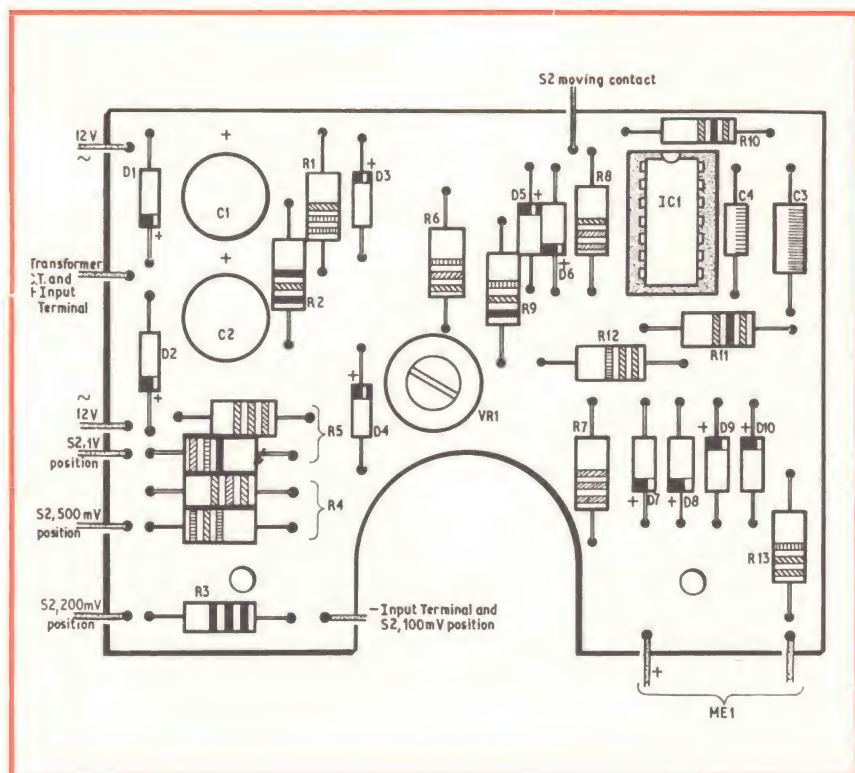 S2 moving contact
12V
~
D1
+
+
C1
R1
+
D3
R10
D5
+
R8
IC1
C4
C3
R6
D6
+
Transformer
C.T. and
+Input
Terminal
+
C2
R2
R9
R12
R11
D2
+
+
D4
VR1
~
12V
S2,1V
position
R5
R7
+
D7
+
D8
+
D9
+
D10
S2,500 mV
position
R4
R13
S2,200mV
position
R3
–Input Terminal and
S2,100mV position
+
ME1